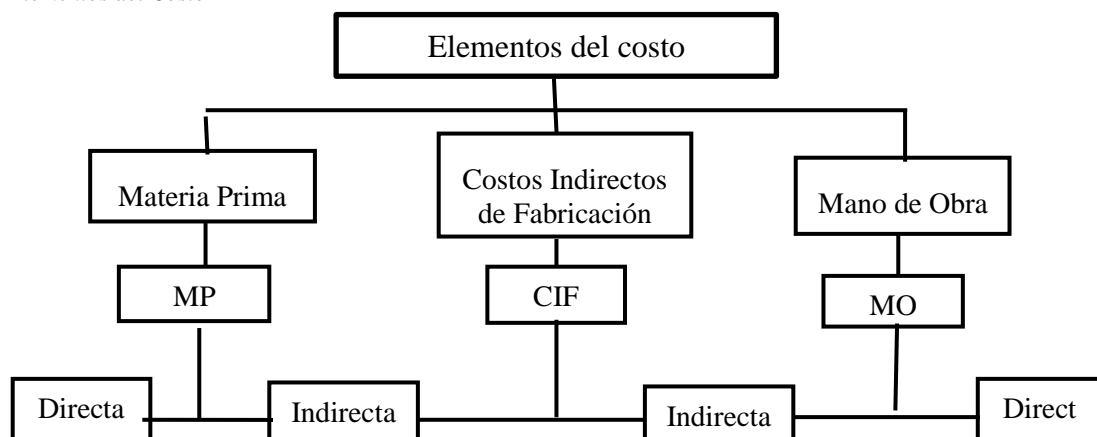 Elementos del costo
Materia Prima
Costos Indirectos
de Fabricación
Mano de Obra
MP
CIF
MO
Directa
Indirecta
Indirecta
Direct